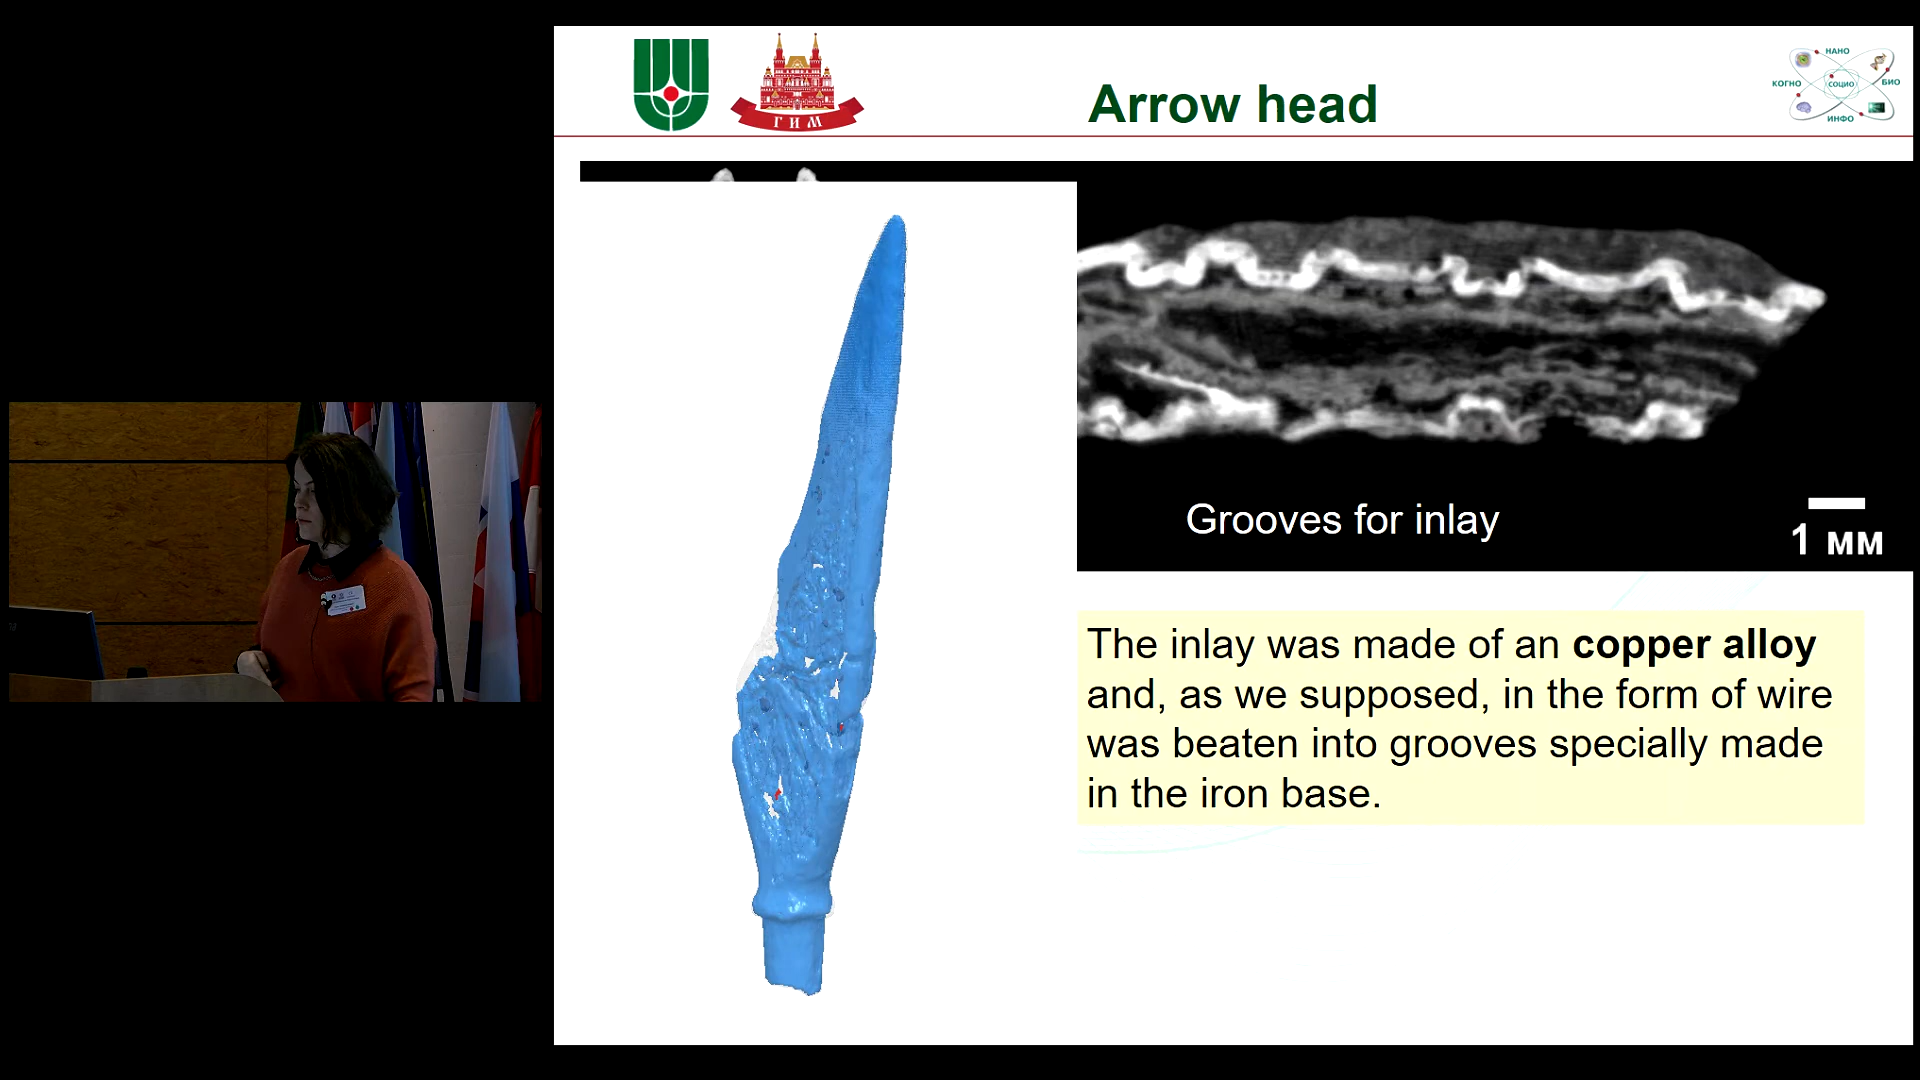 ГИМ
Arrow head
НАНО
КОГНО
СОЦИО
БИО
ИНФО
Grooves for inlay
1 мм
The inlay was made of an copper alloy
and, as we supposed, in the form of wire
was beaten into grooves specially made
in the iron base.